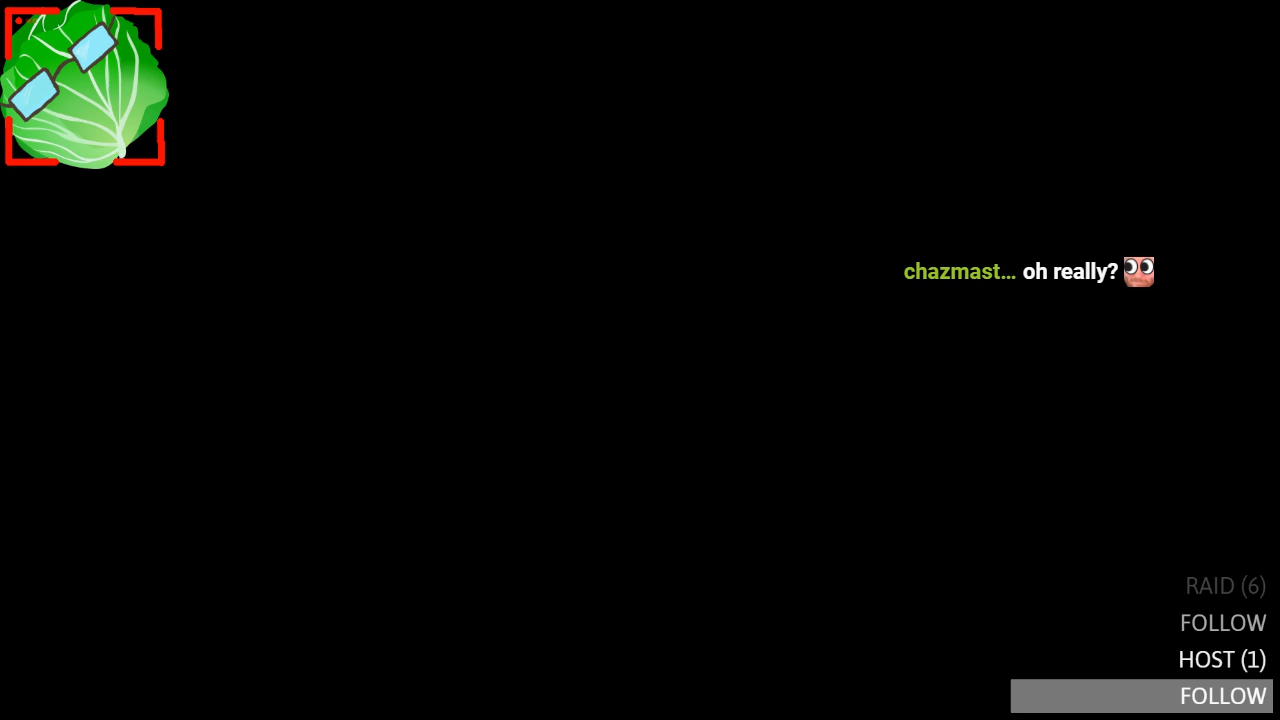 chazmast... oh really?
RAID (6)
FOLLOW
HOST (1)
FOLLOW